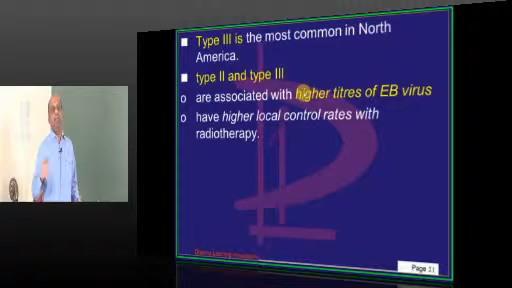 Type III is the most common in North
America.
type II and type III
o are associated with higher titres of EB virus
o have higher local control rates with
radiotherapy.
Page 21